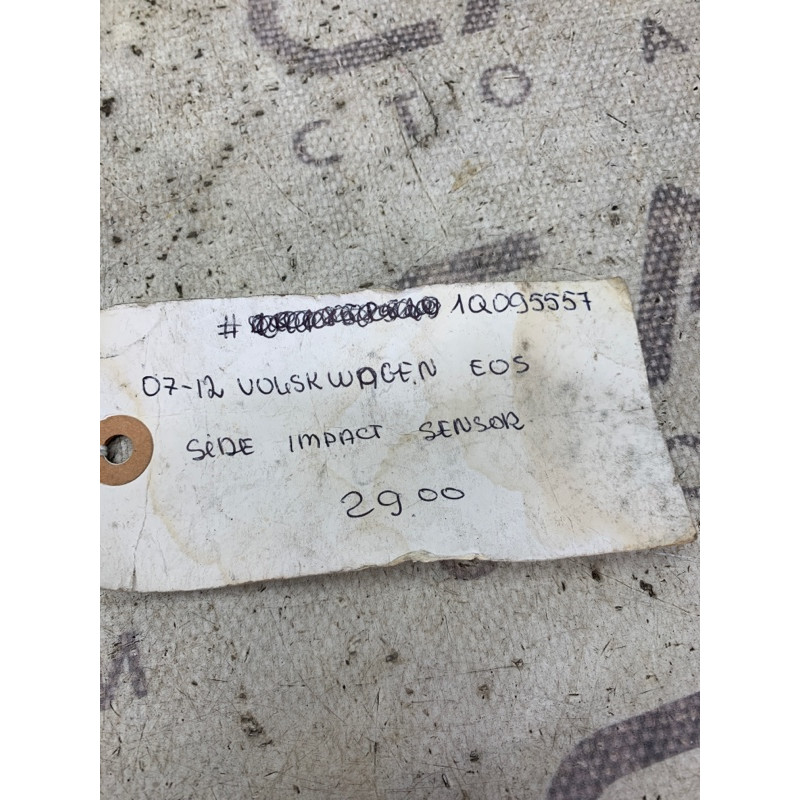 C T O A
# 1Q095557
07-12 VOLSKWAGEN EOS
SIDE IMPACT SENSOR
29.00